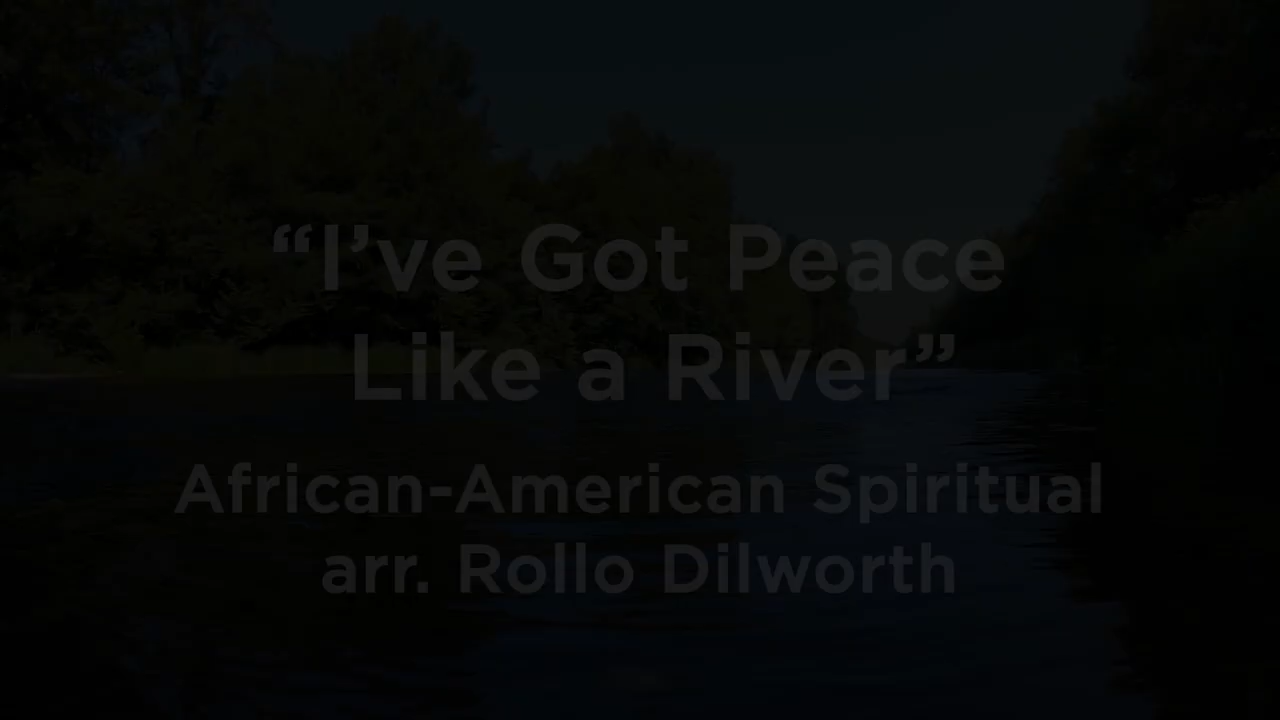 “I’ve Got Peace
Like a River”
African-American Spiritual
arr. Rollo Dilworth